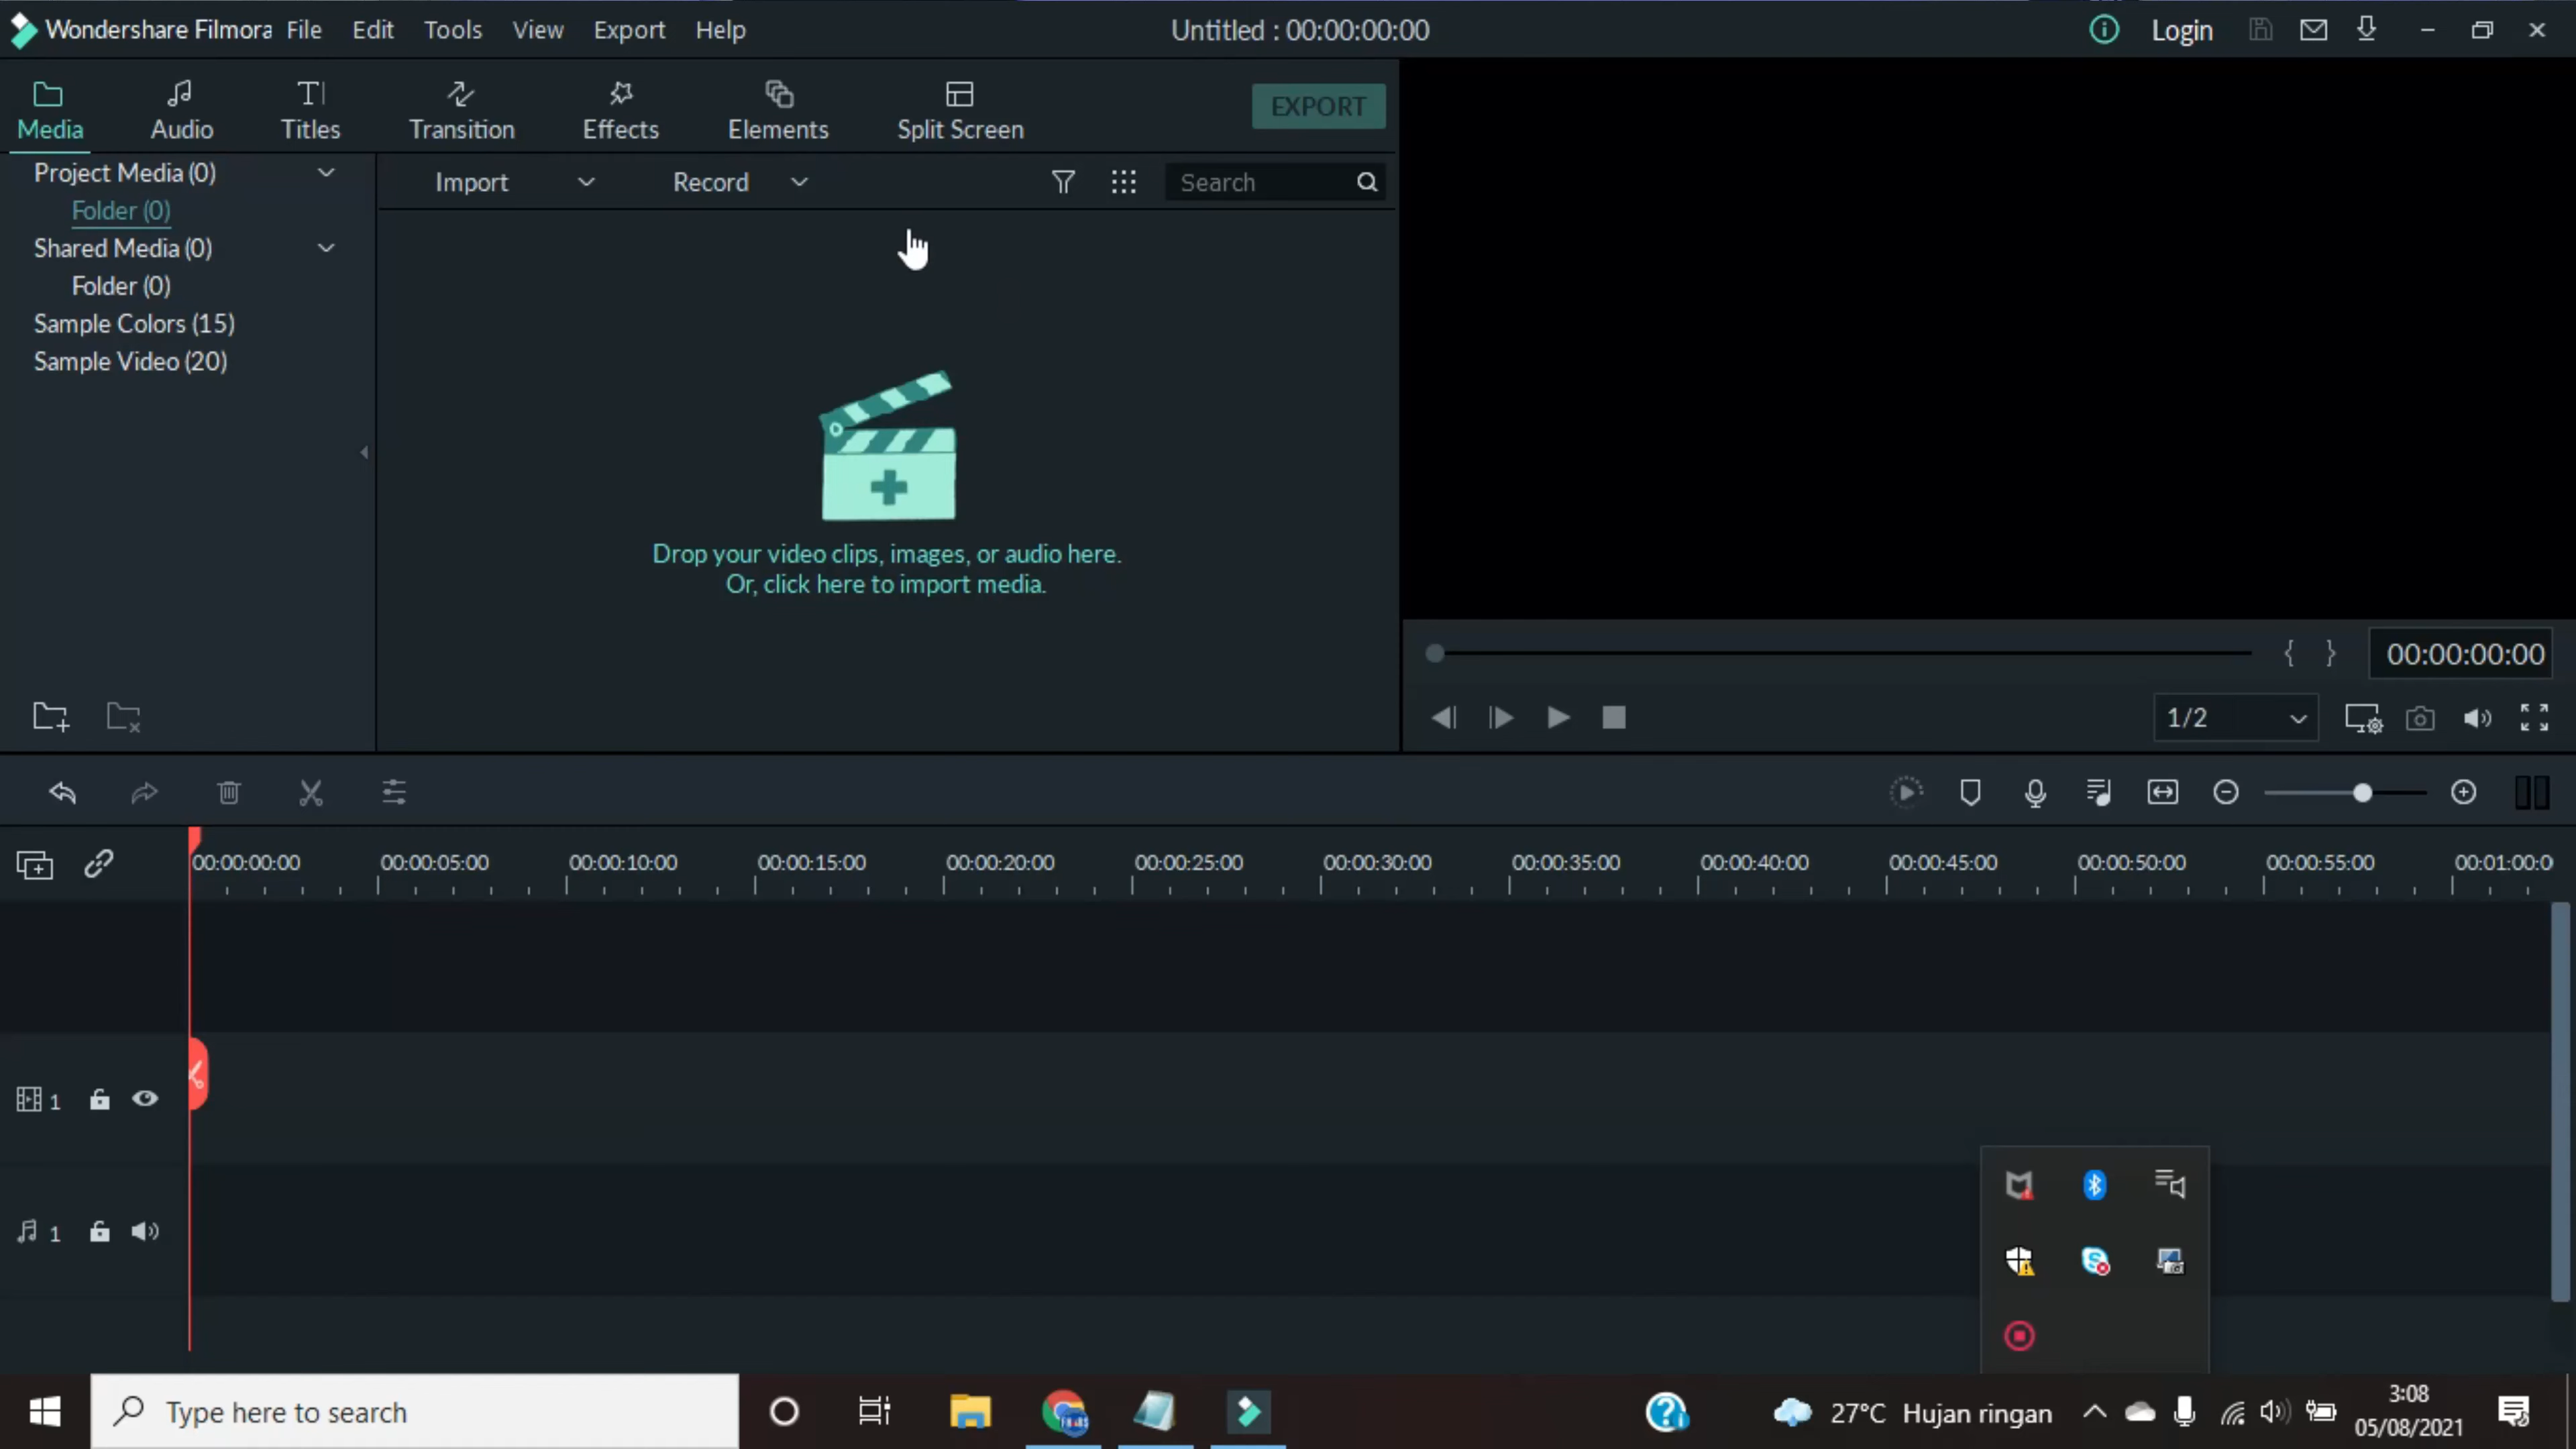 Wondershare Filmora File Edit Tools View Export Help Untitled : 00:00:00:00 Login
Media Audio Titles Transition Effects Elements Split Screen EXPORT
Project Media (0)
Folder (0)
Shared Media (0)
Folder (0)
Sample Colors (15)
Sample Video (20)
Import Record Search
Drop your video clips, images, or audio here.
Or, click here to import media.
{ } 00:00:00:00
1/2
00:00:00:00 00:00:05:00 00:00:10:00 00:00:15:00 00:00:20:00 00:00:25:00 00:00:30:00 00:00:35:00 00:00:40:00 00:00:45:00 00:00:50:00 00:00:55:00 00:01:00:0
1
1
Type here to search
27°C Hujan ringan
3:08
05/08/2021